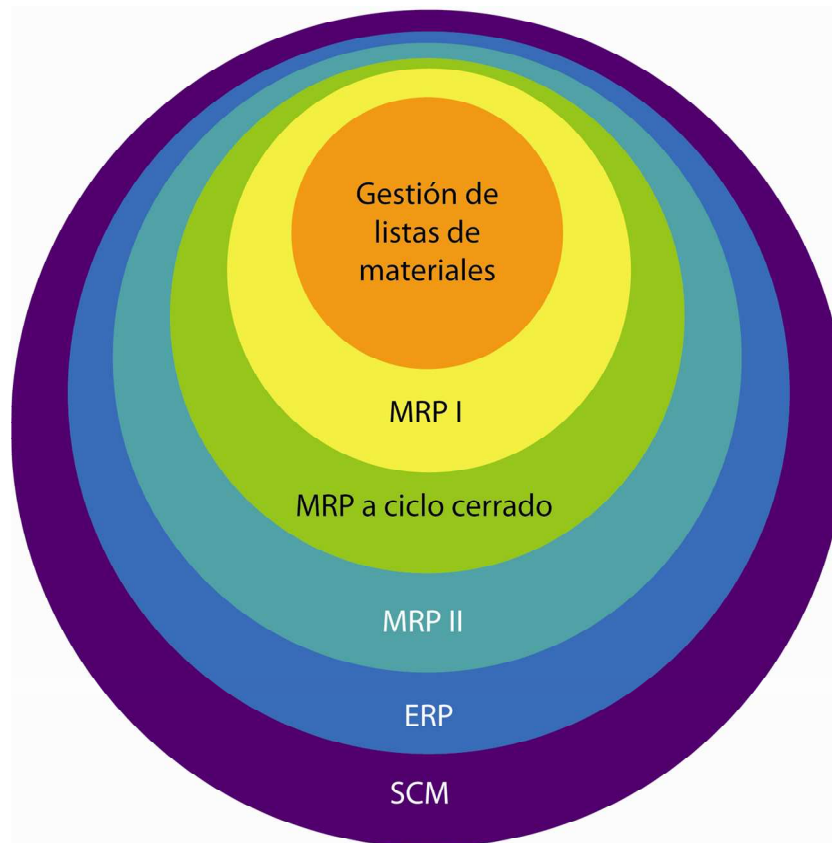 Gestión de
listas de
materiales
MRP I
MRP a ciclo cerrado
MRP II
ERP
SCM